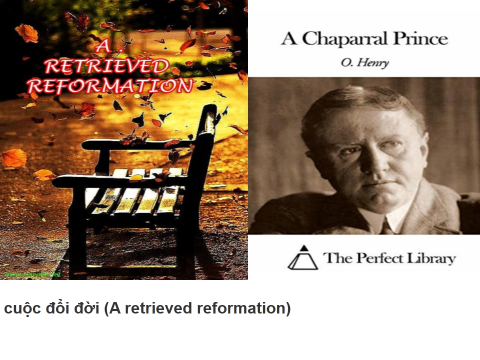 A
RETRIEVED
REFORMATION
A Chaparral Prince
O. Henry
The Perfect Library
cuộc đổi đời (A retrieved reformation)